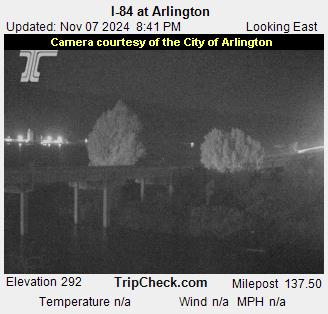 I-84 at Arlington
Updated: Nov 07 2024 8:41 PM Looking East
Camera courtesy of the City of Arlington
Elevation 292 TripCheck.com Milepost 137.50
Temperature n/a Wind n/a MPH n/a